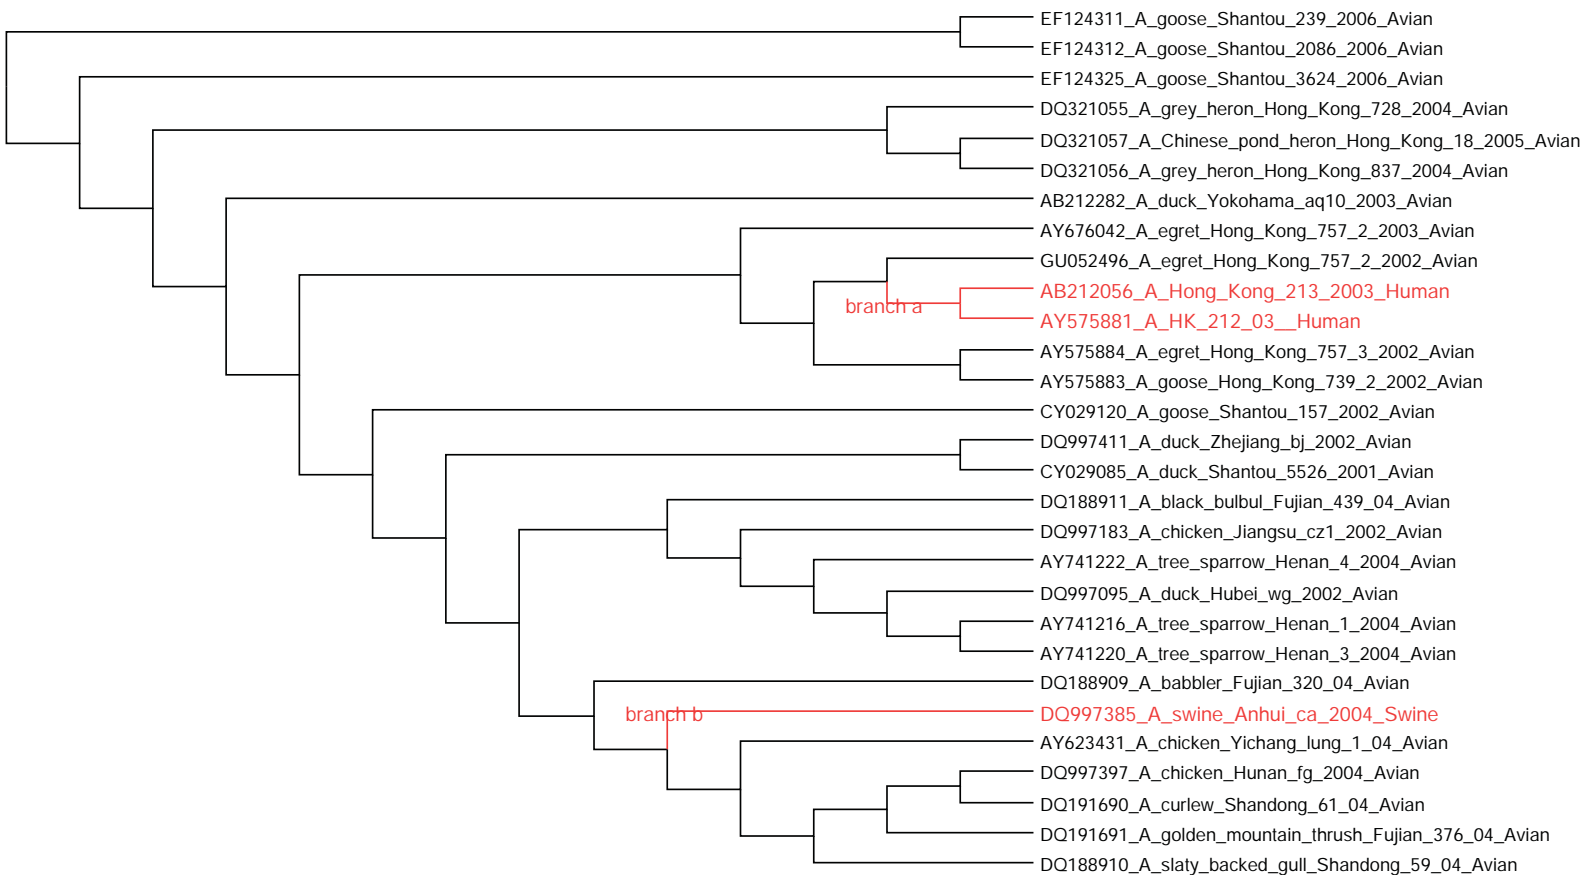 EF124311_A_goose_Shantou_239_2006_Avian
EF124312_A_goose_Shantou_2086_2006_Avian
EF124325_A_goose_Shantou_3624_2006_Avian
DQ321055_A_grey_heron_Hong_Kong_728_2004_Avian
DQ321057_A_Chinese_pond_heron_Hong_Kong_18_2005_Avian
DQ321056_A_grey_heron_Hong_Kong_837_2004_Avian
AB212282_A_duck_Yokohama_aq10_2003_Avian
AY676042_A_egret_Hong_Kong_757_2_2003_Avian
GU052496_A_egret_Hong_Kong_757_2_2002_Avian
AB212056_A_Hong_Kong_213_2003_Human
branch a
AY575881_A_HK_212_03__Human
AY575884_A_egret_Hong_Kong_757_3_2002_Avian
AY575883_A_goose_Hong_Kong_739_2_2002_Avian
CY029120_A_goose_Shantou_157_2002_Avian
DQ997411_A_duck_Zhejiang_bj_2002_Avian
CY029085_A_duck_Shantou_5526_2001_Avian
DQ188911_A_black_bulbul_Fujian_439_04_Avian
DQ997183_A_chicken_Jiangsu_cz1_2002_Avian
AY741222_A_tree_sparrow_Henan_4_2004_Avian
DQ997095_A_duck_Hubei_wg_2002_Avian
AY741216_A_tree_sparrow_Henan_1_2004_Avian
AY741220_A_tree_sparrow_Henan_3_2004_Avian
DQ188909_A_babbler_Fujian_320_04_Avian
branch b
DQ997385_A_swine_Anhui_ca_2004_Swine
AY623431_A_chicken_Yichang_lung_1_04_Avian
DQ997397_A_chicken_Hunan_fg_2004_Avian
DQ191690_A_curlew_Shandong_61_04_Avian
DQ191691_A_golden_mountain_thrush_Fujian_376_04_Avian
DQ188910_A_slaty_backed_gull_Shandong_59_04_Avian